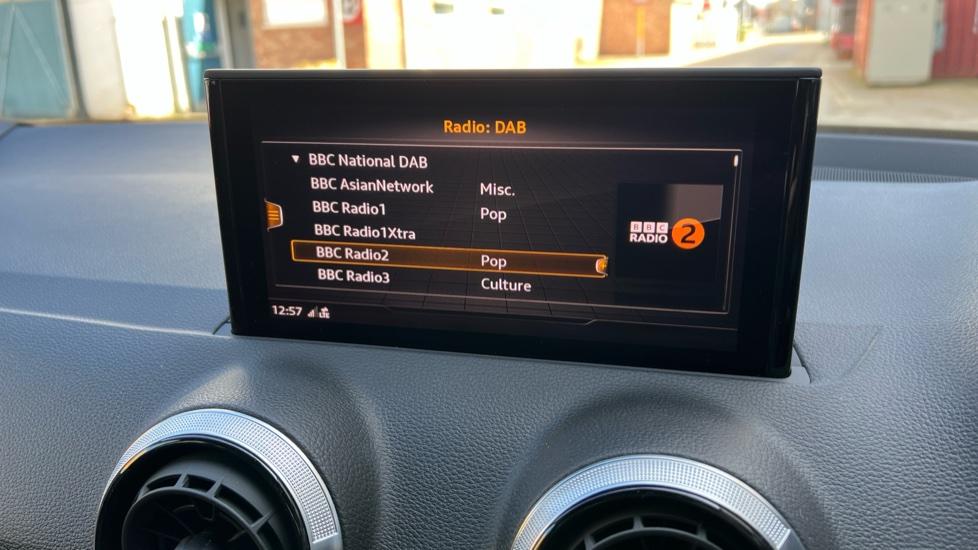 Radio: DAB
▼ BBC National DAB
BBC AsianNetwork Misc.
BBC Radio1 Pop
BBC Radio1Xtra
BBC Radio2 Pop
BBC Radio3 Culture
BBC
RADIO 2
12:57 LTE